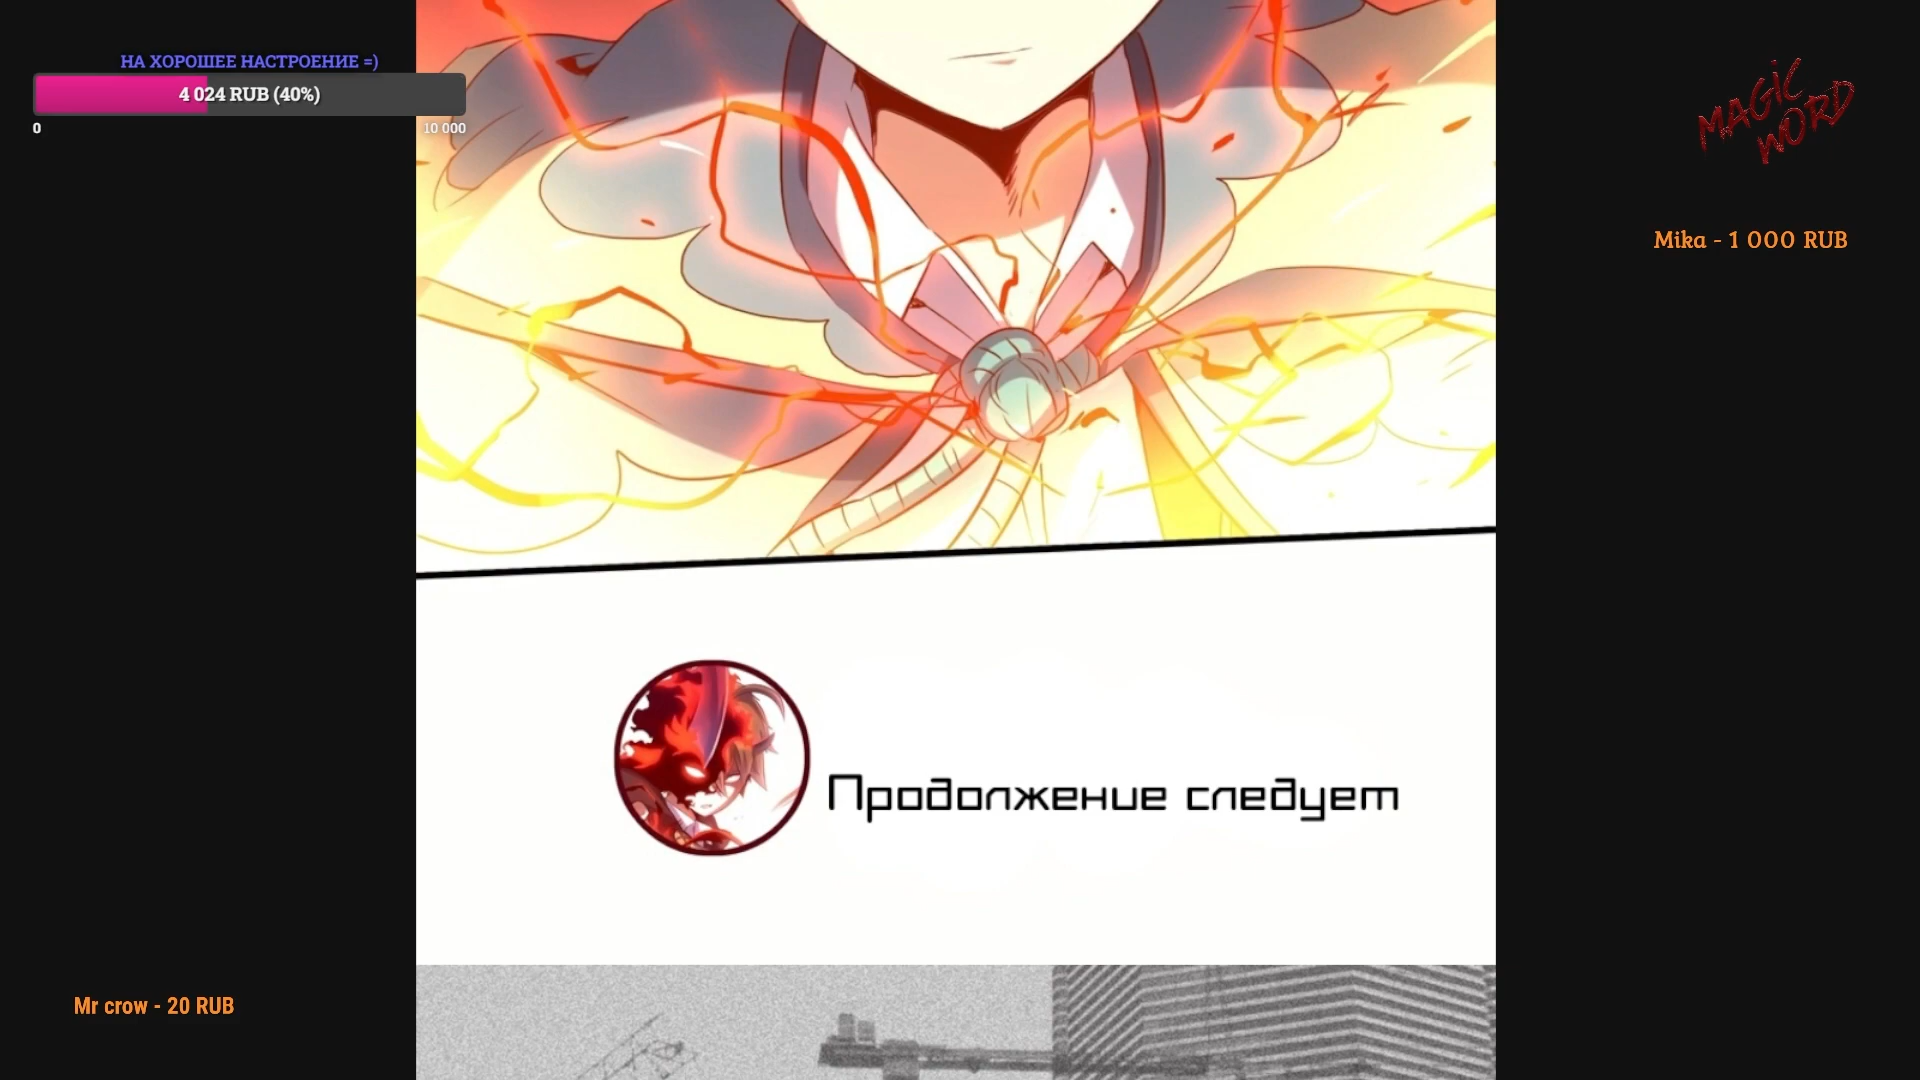 НА ХОРОШЕЕ НАСТРОЕНИЕ =)
4 024 RUB (40%)
0
10 000
MAGIC
WORD
Mika - 1 000 RUB
Продолжение следует
Mr crow - 20 RUB